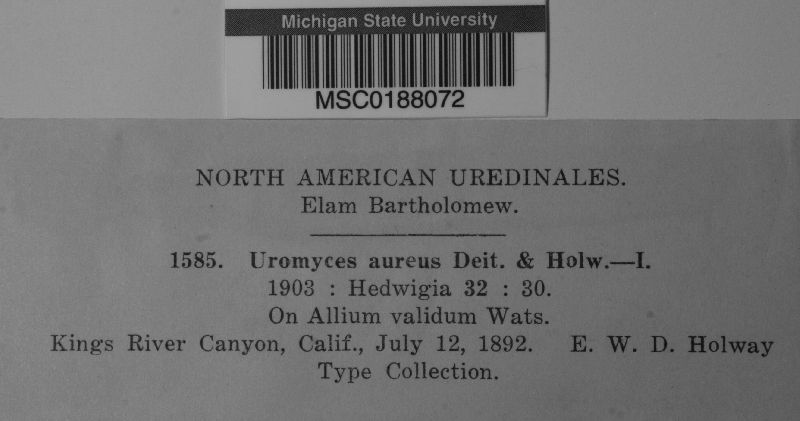 Michigan State University
MSC0188072
NORTH AMERICAN UREDINALES.
Elam Bartholomew.
1585. Uromyces aureus Deit. & Holw.—I.
1903 : Hedwigia 32 : 30.
On Allium validum Wats.
Kings River Canyon, Calif., July 12, 1892. E. W. D. Holway
Type Collection.